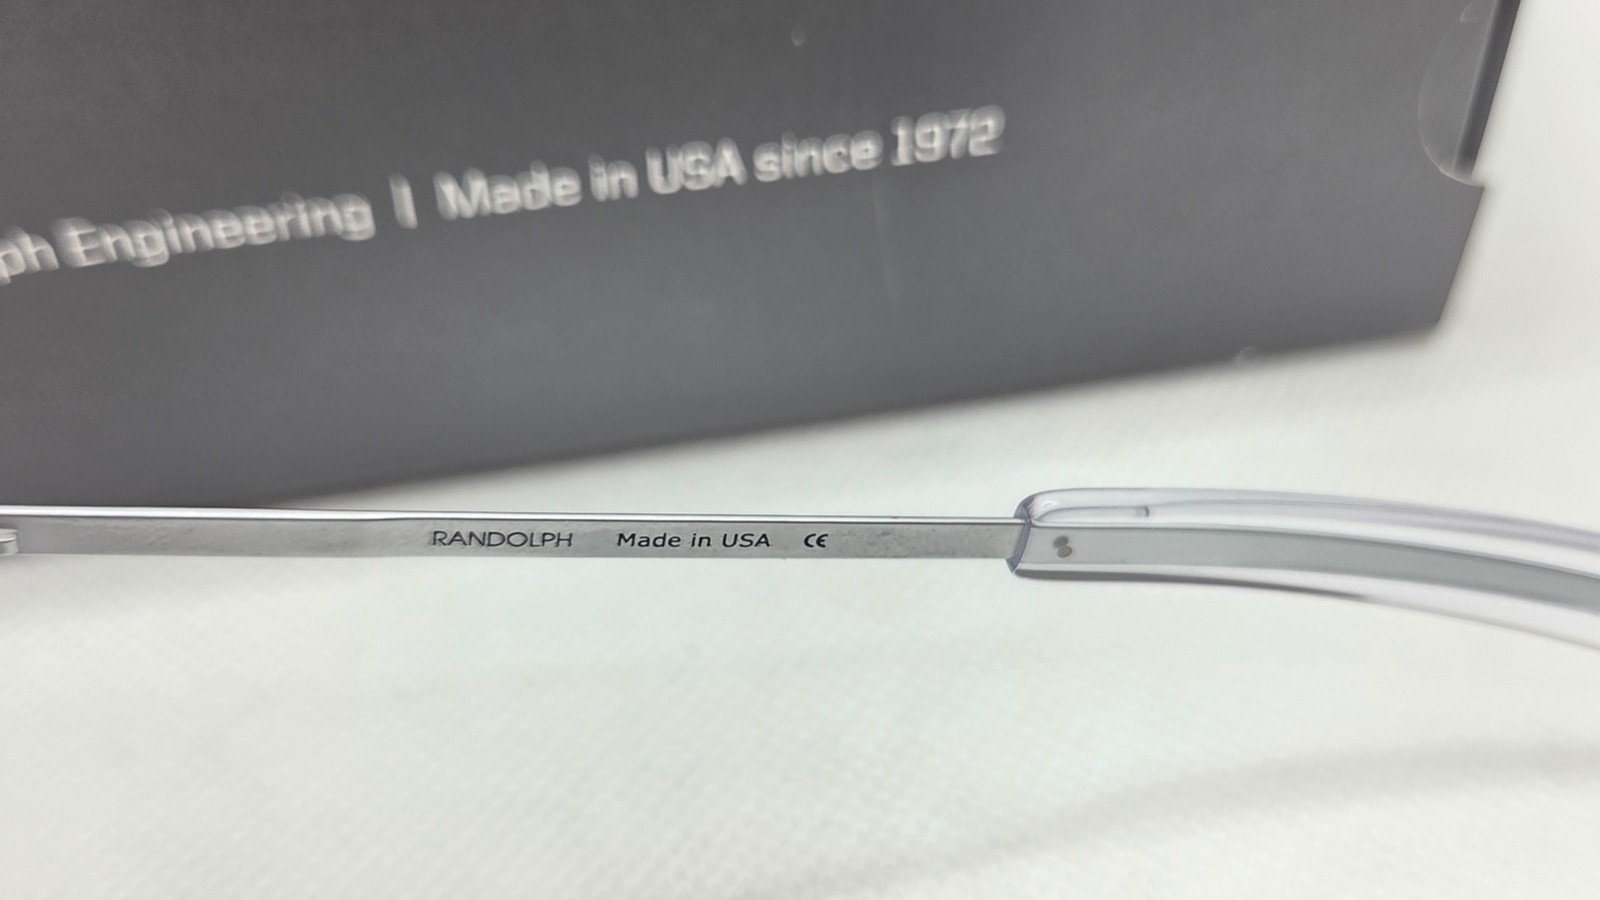 ph Engineering | Made in USA since 1972
RANDOLPH Made in USA CE